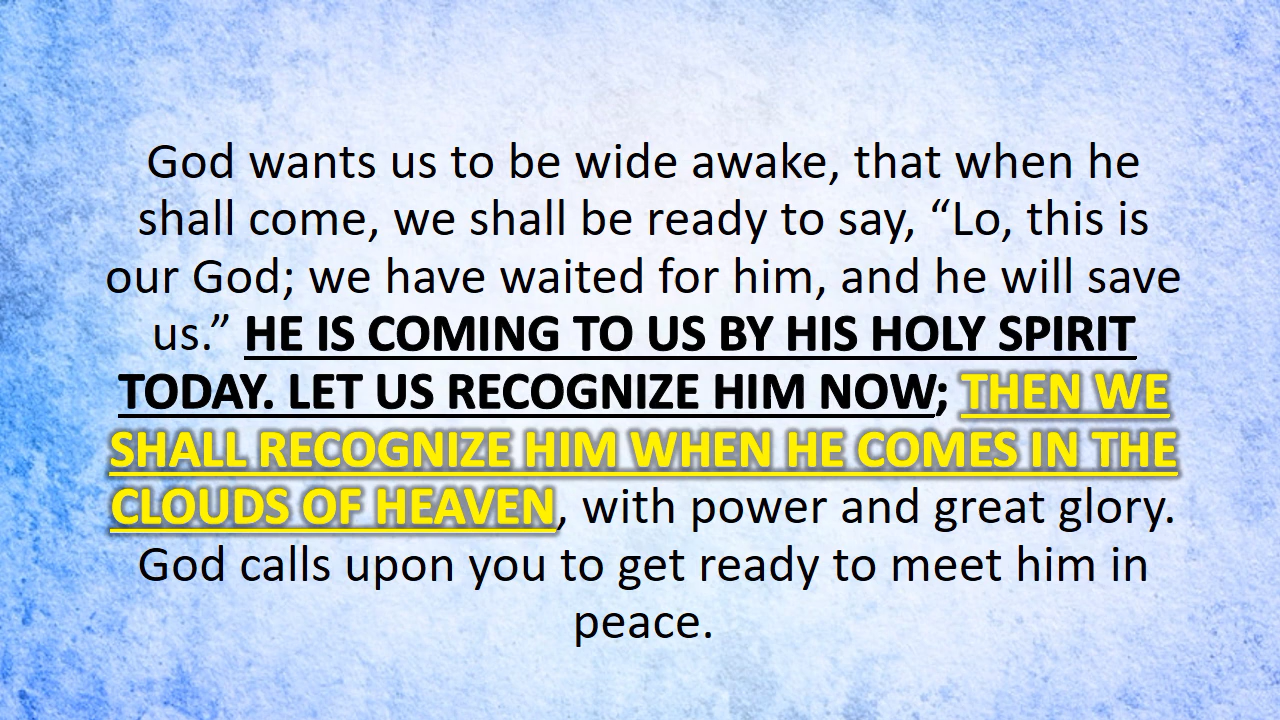 God wants us to be wide awake, that when he
shall come, we shall be ready to say, “Lo, this is
our God; we have waited for him, and he will save
us.” HE IS COMING TO US BY HIS HOLY SPIRIT
TODAY. LET US RECOGNIZE HIM NOW; THEN WE
SHALL RECOGNIZE HIM WHEN HE COMES IN THE
CLOUDS OF HEAVEN, with power and great glory.
God calls upon you to get ready to meet him in
peace.